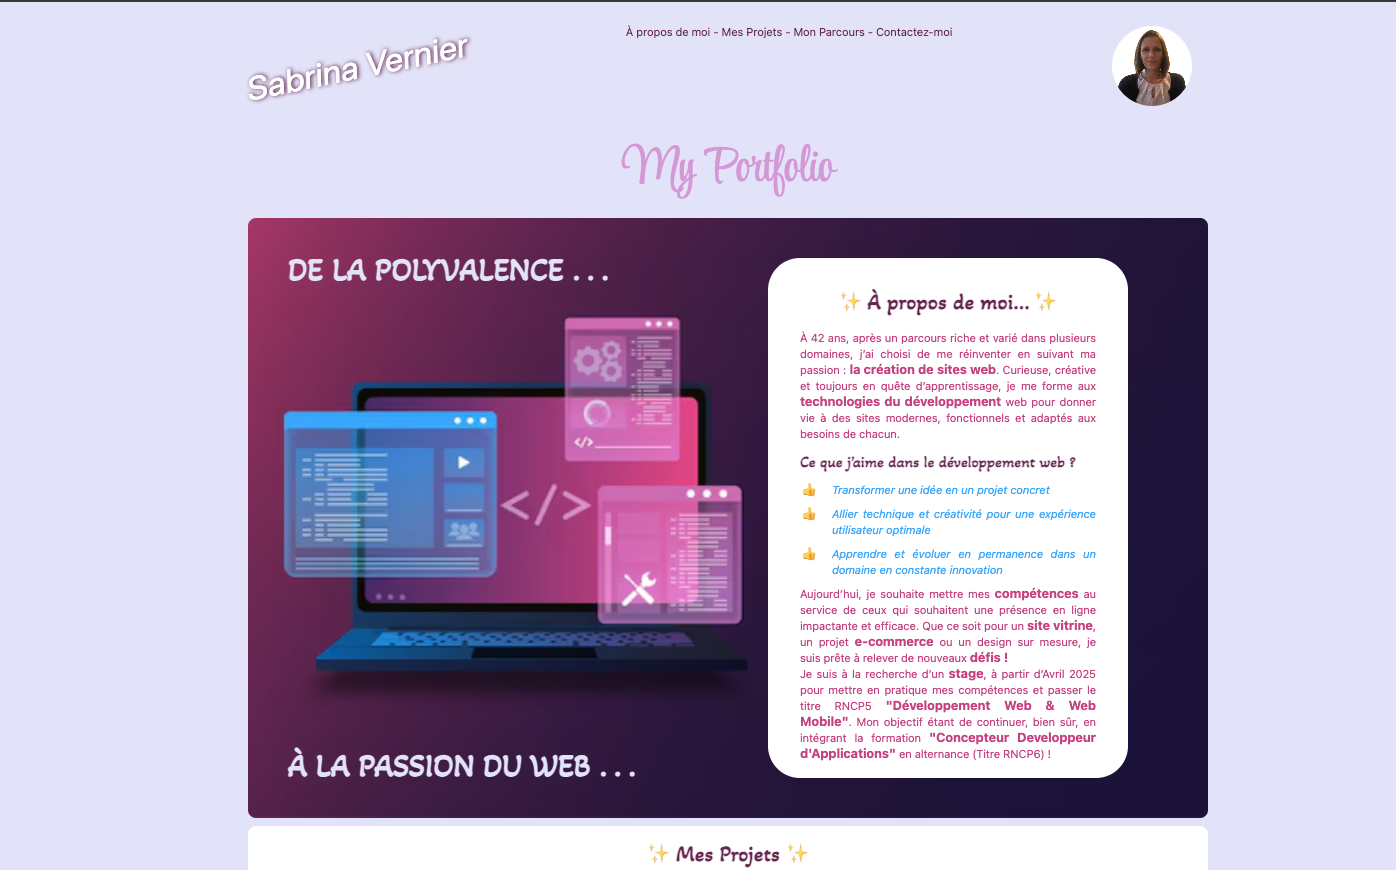 À propos de moi - Mes Projets - Mon Parcours - Contactez-moi
Sabrina Vernier
My Portfolio
DE LA POLYVALENCE . . .
</>
</>
À LA PASSION DU WEB . . .
✨ À propos de moi... ✨
À 42 ans, après un parcours riche et varié dans plusieurs
domaines, j’ai choisi de me réinventer en suivant ma
passion : la création de sites web. Curieuse, créative
et toujours en quête d’apprentissage, je me forme aux
technologies du développement web pour donner
vie à des sites modernes, fonctionnels et adaptés aux
besoins de chacun.
Ce que j’aime dans le développement web ?
👍 Transformer une idée en un projet concret
👍 Allier technique et créativité pour une expérience
utilisateur optimale
👍 Apprendre et évoluer en permanence dans un
domaine en constante innovation
Aujourd’hui, je souhaite mettre mes compétences au
service de ceux qui souhaitent une présence en ligne
impactante et efficace. Que ce soit pour un site vitrine,
un projet e-commerce ou un design sur mesure, je
suis prête à relever de nouveaux défis !
Je suis à la recherche d’un stage, à partir d’Avril 2025
pour mettre en pratique mes compétences et passer le
titre RNCP5 "Développement Web & Web
Mobile". Mon objectif étant de continuer, bien sûr, en
intégrant la formation "Concepteur Developpeur
d'Applications" en alternance (Titre RNCP6) !
✨ Mes Projets ✨